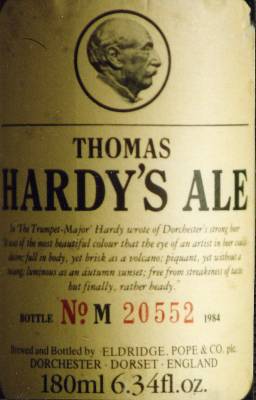 THOMAS
HARDY'S ALE
In 'The Trumpet-Major' Hardy wrote of Dorchester's strong beer
"It was of the most beautiful colour that the eye of an artist in beer could
desire; full in body, yet brisk as a volcano; piquant, yet without a
twang; luminous as an autumn sunset; free from streakiness of taste
but finally, rather heady."
BOTTLE No M 20552 1984
Brewed and Bottled by ELDRIDGE, POPE & CO. plc
DORCHESTER · DORSET · ENGLAND
180ml 6.34fl.oz.